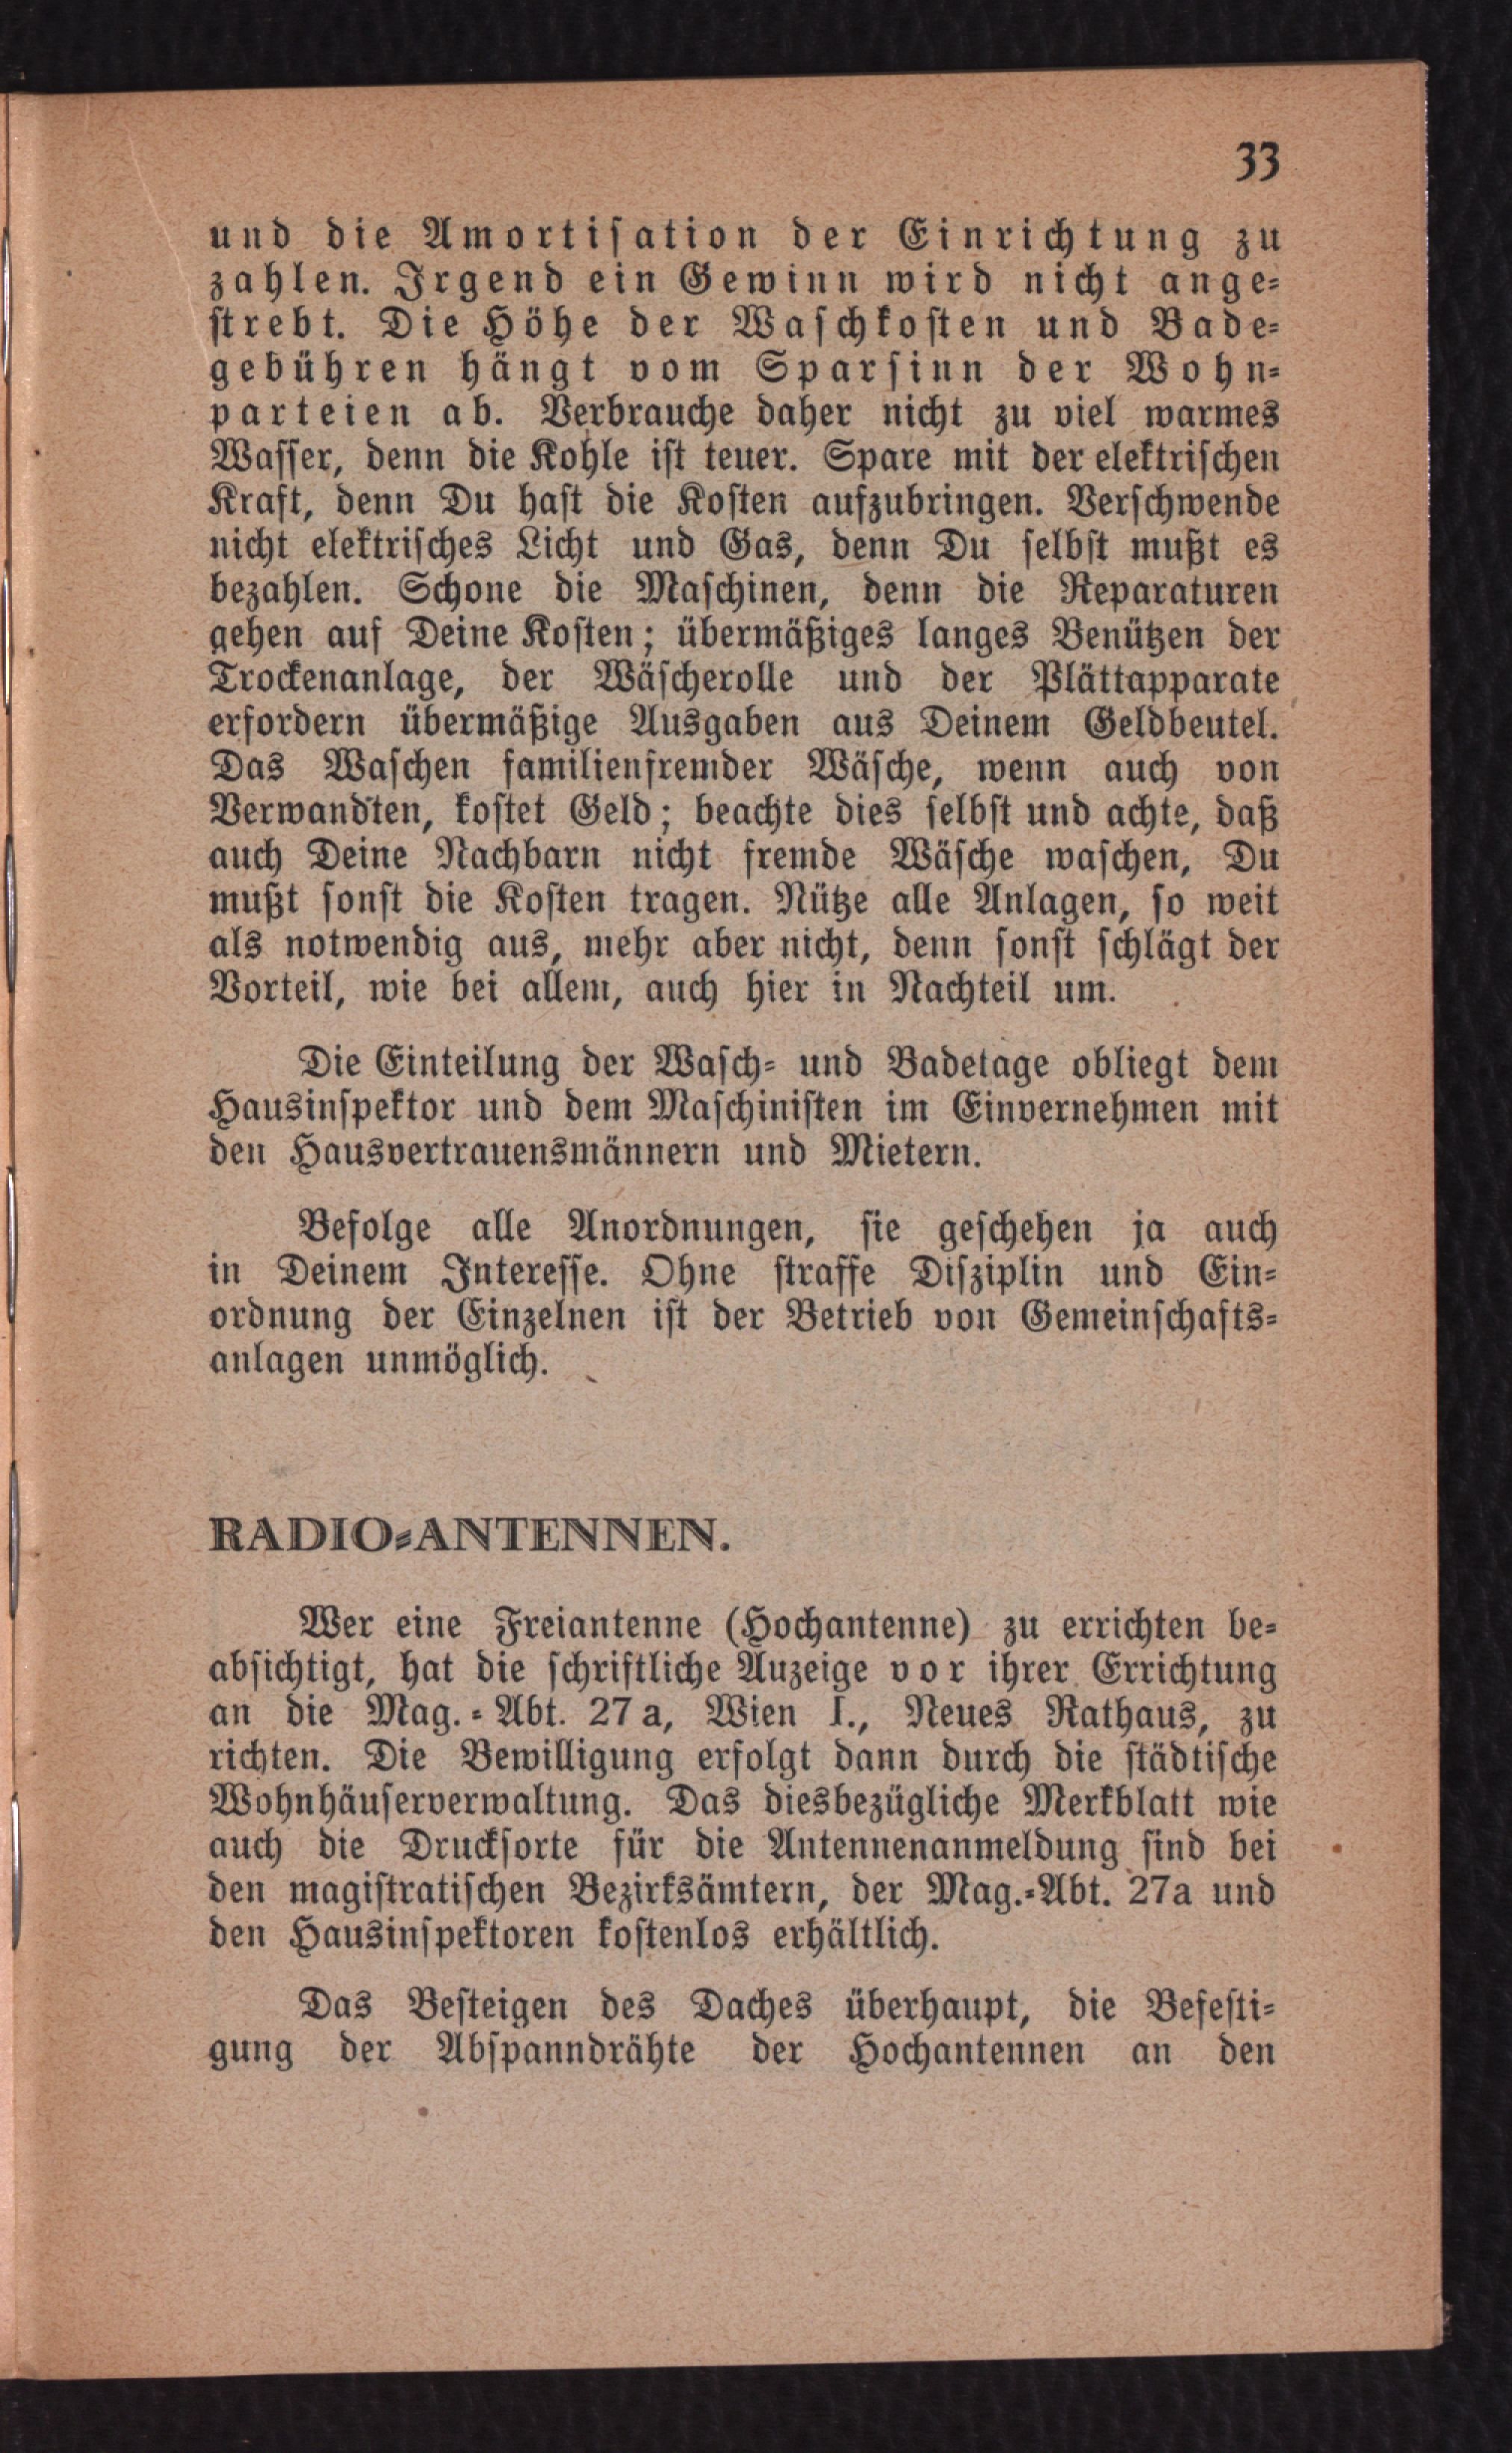 33
und die Amortisation der Einrichtung zu
zahlen. Irgend ein Gewinn wird nicht ange-
strebt. Die Höhe der Waschkosten und Bade-
gebühren hängt vom Sparsinn der Wohn-
parteien ab. Verbrauche daher nicht zu viel warmes
Wasser, denn die Kohle ist teuer. Spare mit der elektrischen
Kraft, denn Du hast die Kosten aufzubringen. Verschwende
nicht elektrisches Licht und Gas, denn Du selbst mußt es
bezahlen. Schone die Maschinen, denn die Reparaturen
gehen auf Deine Kosten; übermäßiges langes Benützen der
Trockenanlage, der Wäscherolle und der Plättapparate
erfordern übermäßige Ausgaben aus Deinem Geldbeutel.
Das Waschen familienfremder Wäsche, wenn auch von
Verwandten, kostet Geld; beachte dies selbst und achte, daß
auch Deine Nachbarn nicht fremde Wäsche waschen, Du
mußt sonst die Kosten tragen. Nütze alle Anlagen, so weit
als notwendig aus, mehr aber nicht, denn sonst schlägt der
Vorteil, wie bei allem, auch hier in Nachteil um.
Die Einteilung der Wasch- und Badetage obliegt dem
Hausinspektor und dem Maschinisten im Einvernehmen mit
den Hausvertrauensmännern und Mietern.
Befolge alle Anordnungen, sie geschehen ja auch
in Deinem Interesse. Ohne straffe Disziplin und Ein-
ordnung der Einzelnen ist der Betrieb von Gemeinschafts-
anlagen unmöglich.
RADIO-ANTENNEN.
Wer eine Freiantenne (Hochantenne) zu errichten be-
absichtigt, hat die schriftliche Auzeige vor ihrer Errichtung
an die Mag.-Abt. 27 a, Wien I., Neues Rathaus, zu
richten. Die Bewilligung erfolgt dann durch die städtische
Wohnhäuserverwaltung. Das diesbezügliche Merkblatt wie
auch die Drucksorte für die Antennenanmeldung sind bei
den magistratischen Bezirksämtern, der Mag.-Abt. 27a und
den Hausinspektoren kostenlos erhältlich.
Das Besteigen des Daches überhaupt, die Befesti-
gung der Abspanndrähte der Hochantennen an den